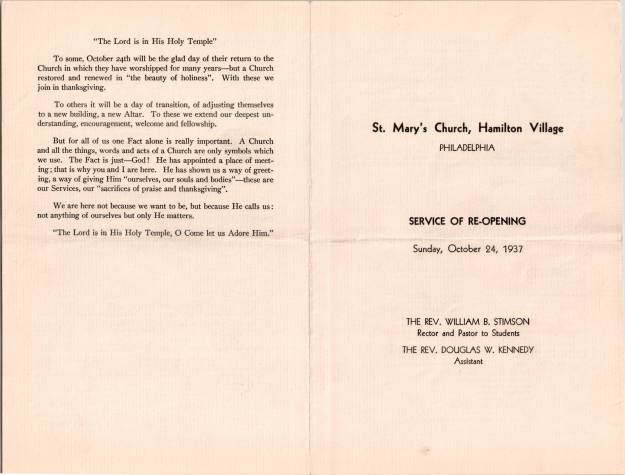 "The Lord is in His Holy Temple"
To some, October 24th will be the glad day of their return to the
Church in which they have worshipped for many years—but a Church
restored and renewed in "the beauty of holiness". With these we
join in thanksgiving.
To others it will be a day of transition, of adjusting themselves
to a new building, a new Altar. To these we extend our deepest un-
derstanding, encouragement, welcome and fellowship.
But for all of us one Fact alone is really important. A Church
and all the things, words and acts of a Church are only symbols which
we use. The Fact is just—God! He has appointed a place of meet-
ing; that is why you and I are here. He has shown us a way of greet-
ing, a way of giving Him "ourselves, our souls and bodies"—these are
our Services, our "sacrifices of praise and thanksgiving".
We are here not because we want to be, but because He calls us:
not anything of ourselves but only He matters.
"The Lord is in His Holy Temple, O Come let us Adore Him."
St. Mary's Church, Hamilton Village
PHILADELPHIA
SERVICE OF RE-OPENING
Sunday, October 24, 1937
THE REV. WILLIAM B. STIMSON
Rector and Pastor to Students
THE REV. DOUGLAS W. KENNEDY
Assistant